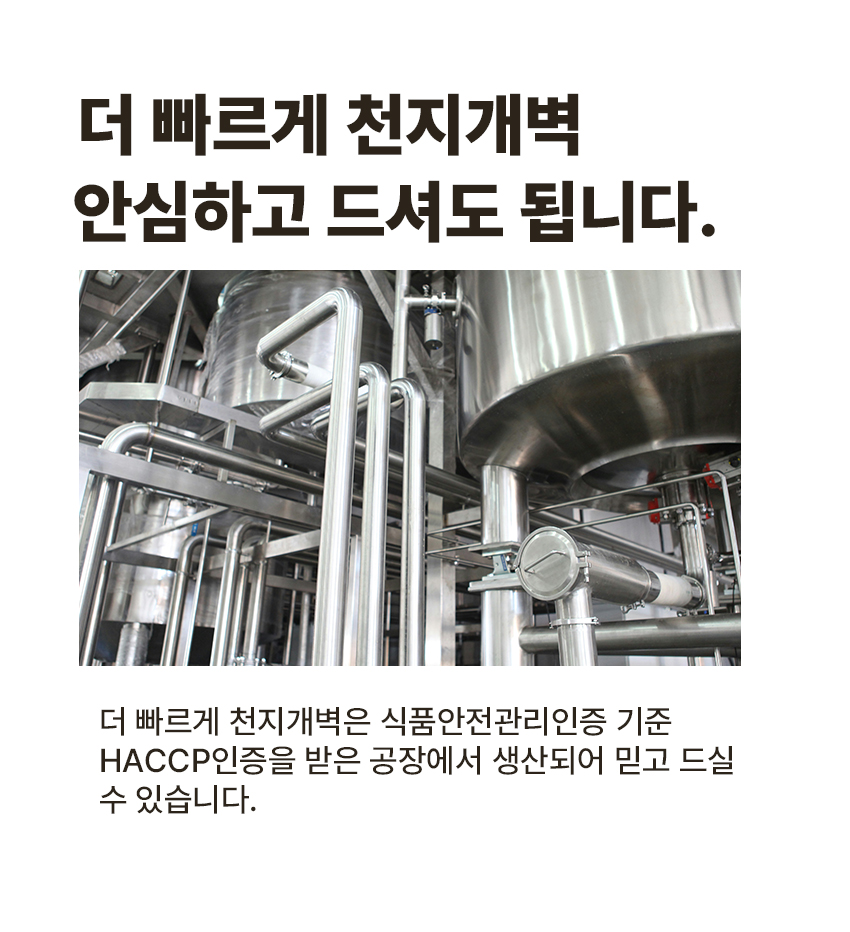 더 빠르게 천지개벽
안심하고 드셔도 됩니다.
더 빠르게 천지개벽은 식품안전관리인증 기준
HACCP인증을 받은 공장에서 생산되어 믿고 드실
수 있습니다.